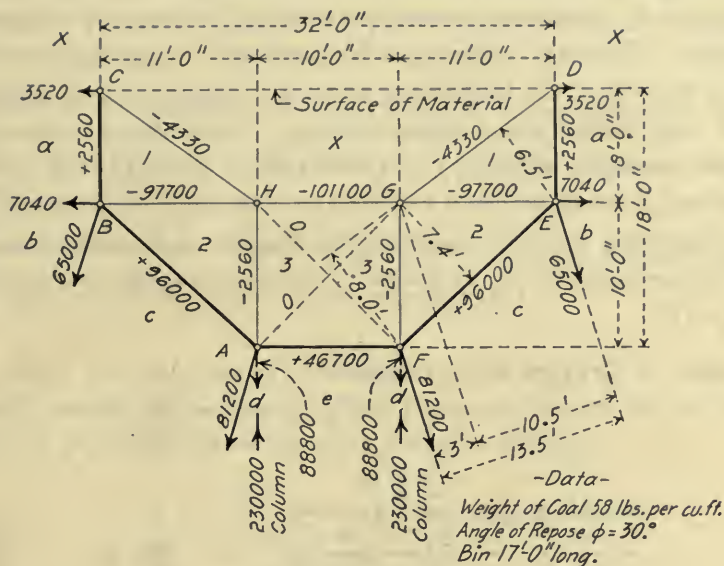 32'-0"
X
X
11'-0"
10'-0"
11'-0"
C
D
3520
Surface of Material
3520
a
+2560
1
-4330
X
-4330
1
+2560
a
8'-0"
18'-0"
6.5'
7040
-97700
H
-101100
G
-97700
7040
B
E
b
2
0
7.4'
2
b
65000
+96000
-2560
3
3
-2560
8.0'
+96000
65000
10'-0"
c
0
c
A
+46700
F
81200
d
e
d
81200
88800
88800
3'
10.5'
13.5'
230000
Column
230000
Column
-Data-
Weight of Coal 58 lbs. per cu.ft.
Angle of Repose φ = 30.°
Bin 17'-0" long.